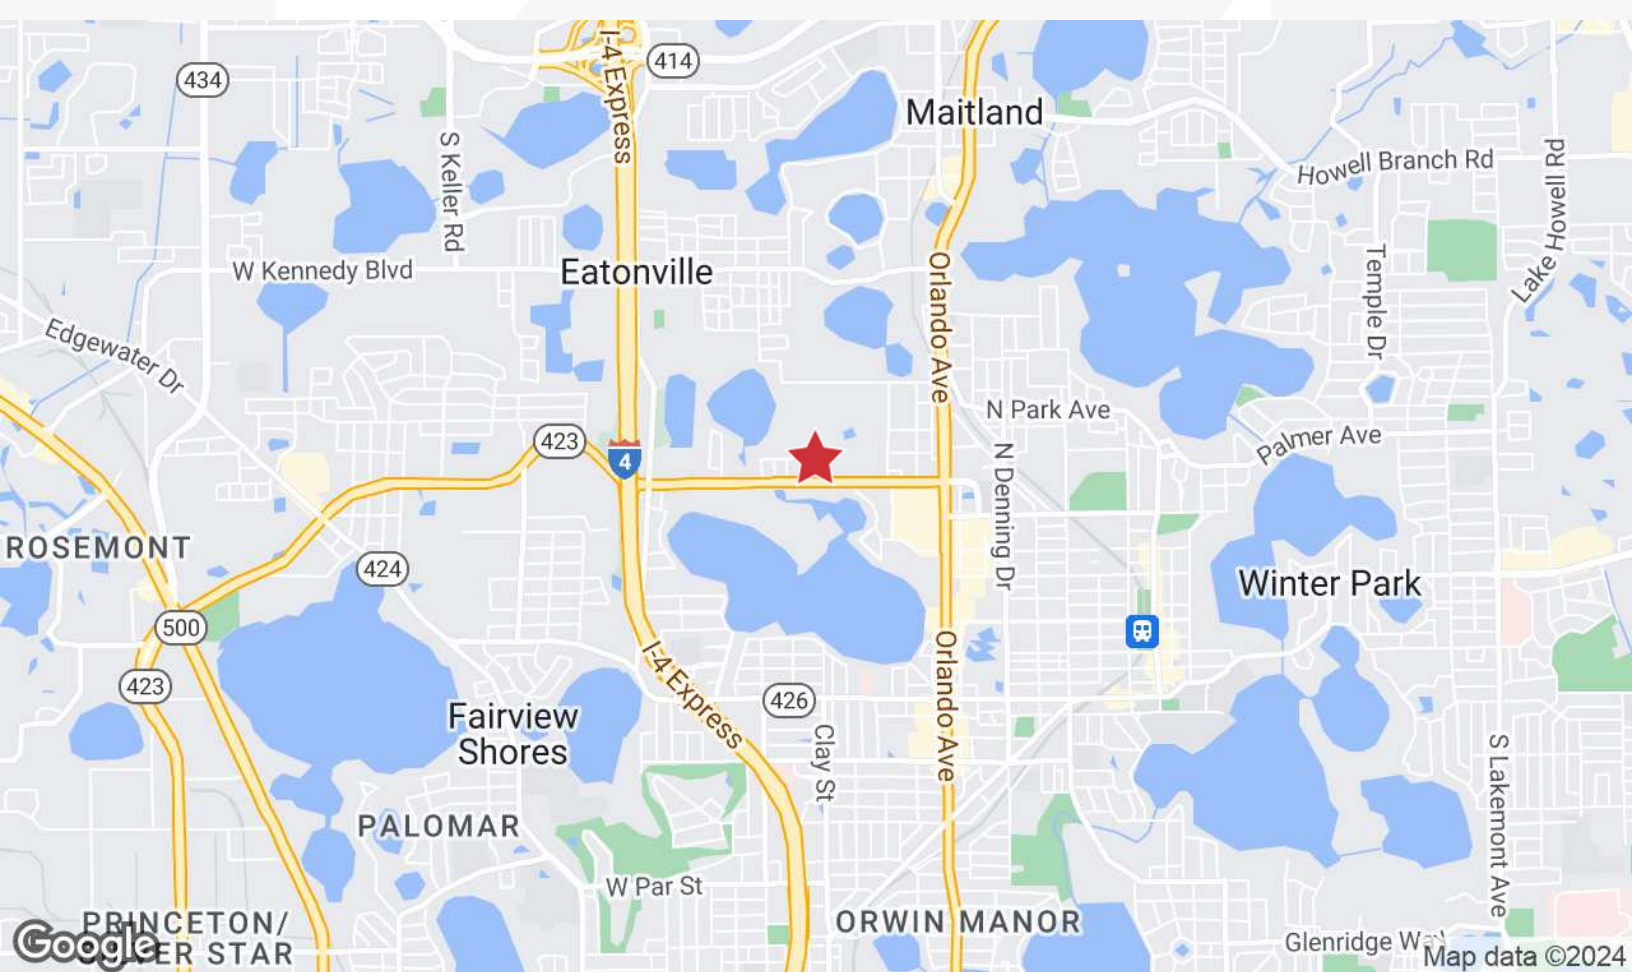 I-4 Express
414
434
Maitland
S Keller Rd
Howell Branch Rd
Lake Howell Rd
W Kennedy Blvd
Eatonville
Orlando Ave
Temple Dr
Edgewater Dr
N Park Ave
Palmer Ave
423
4
N Denning Dr
ROSEMONT
424
Winter Park
500
423
I-4 Express
426
Orlando Ave
Fairview
Shores
Clay St
S Lakemont Ave
PALOMAR
W Par St
ORWIN MANOR
PRINCETON/
STAR
Google
Glenridge
Map data ©2024